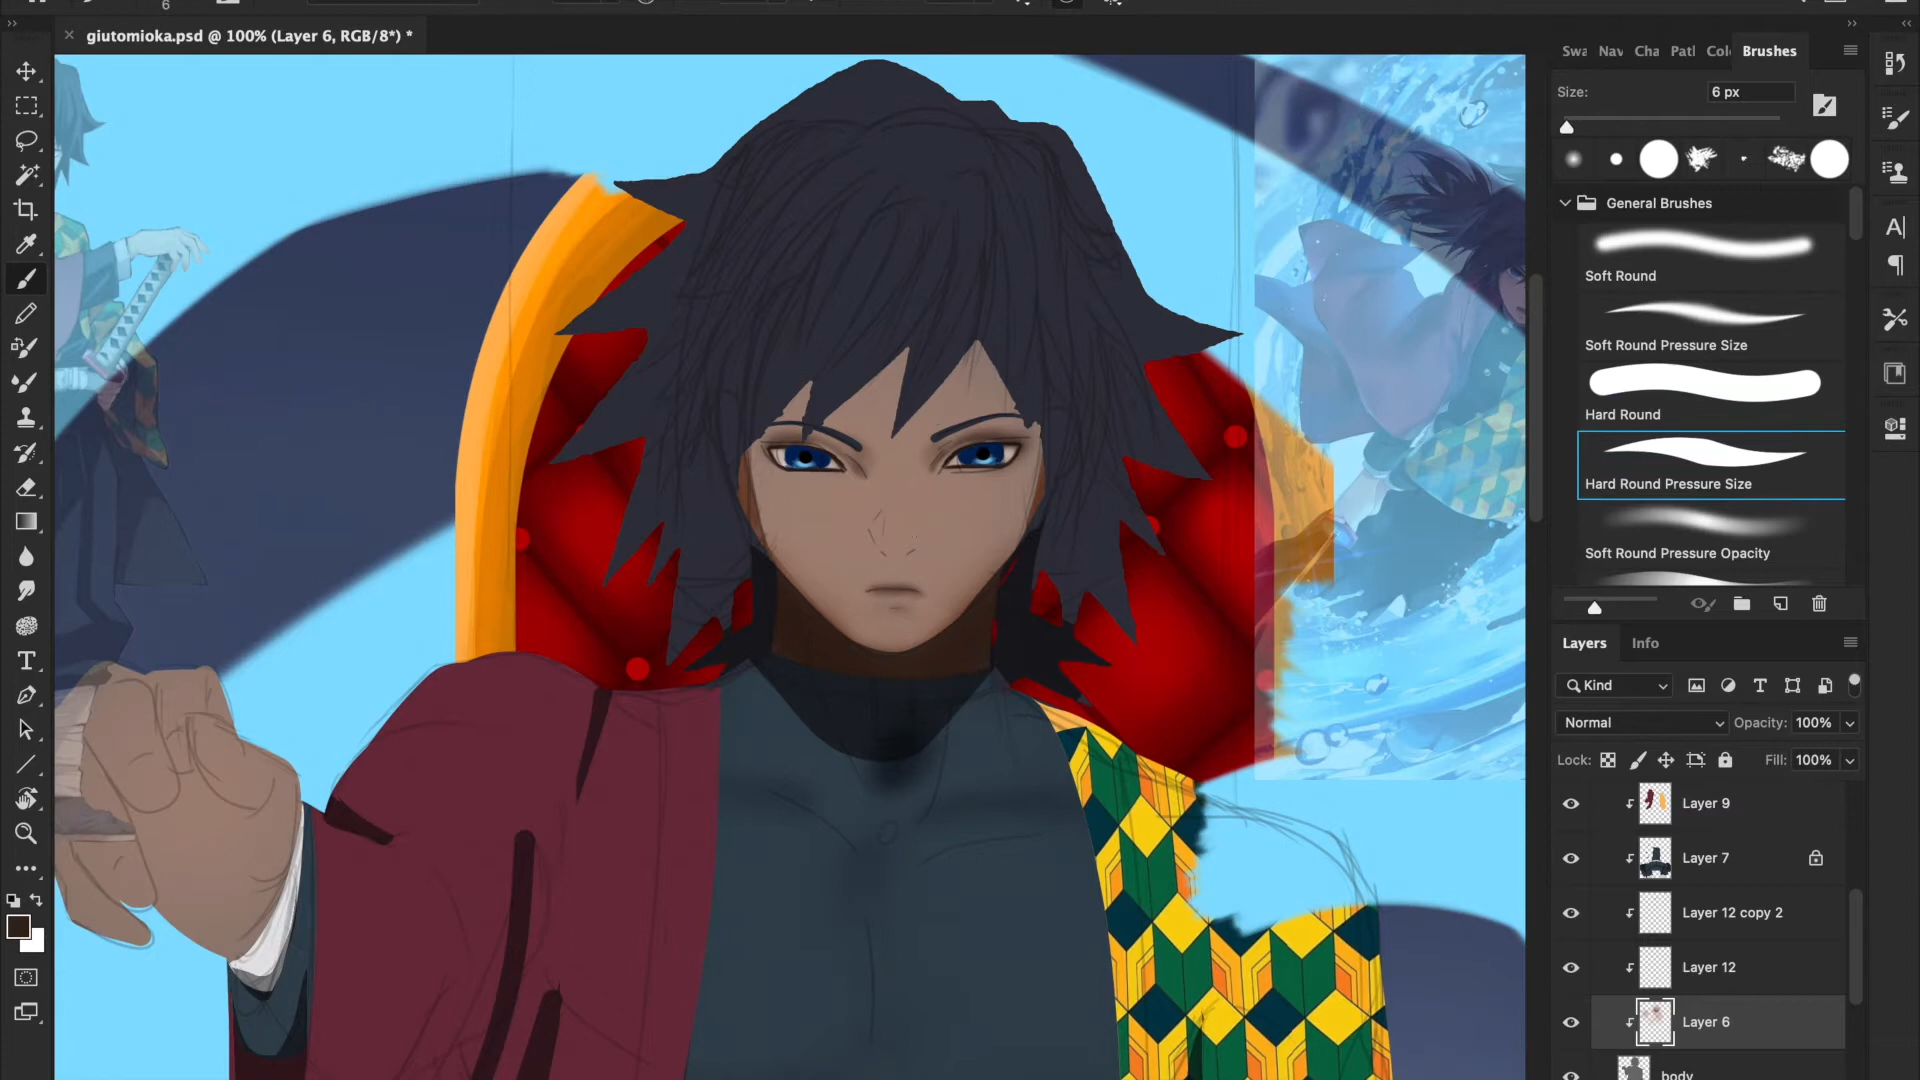 6
giutomioka.psd @ 100% (Layer 6, RGB/8*) *
Swa Nav Cha Patl Colo Brushes
Size: 6 px
General Brushes
Soft Round
Soft Round Pressure Size
Hard Round
Hard Round Pressure Size
Soft Round Pressure Opacity
Layers Info
Kind
Normal Opacity: 100%
Lock: Fill: 100%
Layer 9
Layer 7
Layer 12 copy 2
Layer 12
Layer 6
body